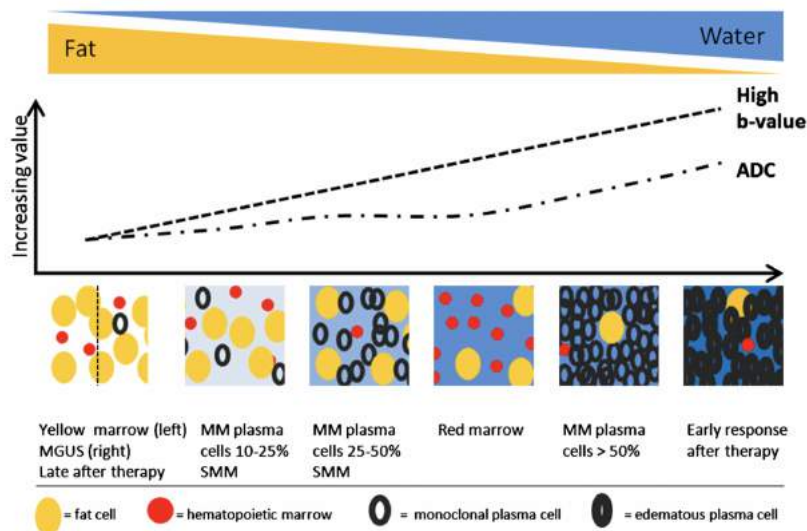 Fat
Water
Increasing value
High
b-value
ADC
Yellow marrow (left)
MGUS (right)
Late after therapy
MM plasma
cells 10-25%
SMM
MM plasma
cells 25-50%
SMM
Red marrow
MM plasma
cells > 50%
Early response
after therapy
= fat cell
= hematopoietic marrow
= monoclonal plasma cell
= edematous plasma cell